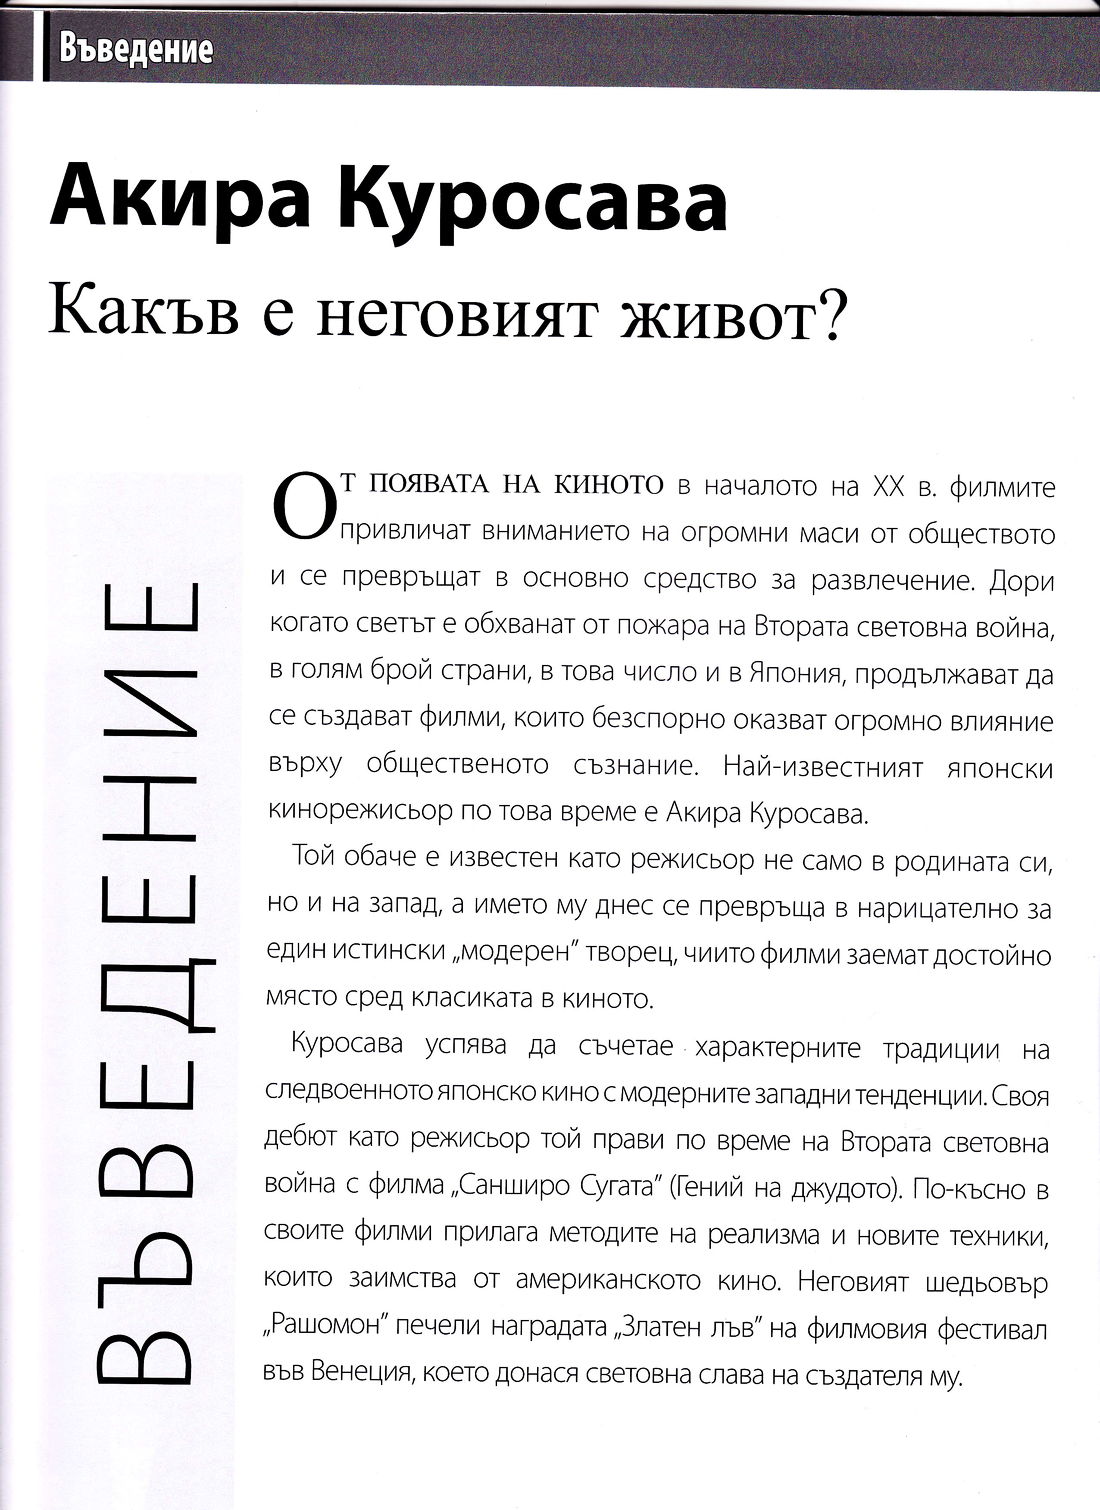 Въведение
Акира Куросава
Какъв е неговият живот?
ВЪВЕДЕНИЕ
ОТ ПОЯВАТА НА КИНОТО в началото на XX в. филмите
привличат вниманието на огромни маси от обществото
и се превръщат в основно средство за развлечение. Дори
когато светът е обхванат от пожара на Втората световна война,
в голям брой страни, в това число и в Япония, продължават да
се създават филми, които безспорно оказват огромно влияние
върху общественото съзнание. Най-известният японски
кинорежисьор по това време е Акира Куросава.
Той обаче е известен като режисьор не само в родината си,
но и на запад, а името му днес се превръща в нарицателно за
един истински „модерен” творец, чиито филми заемат достойно
място сред класиката в киното.
Куросава успява да съчетае характерните традиции на
следвоенното японско кино с модерните западни тенденции. Своя
дебют като режисьор той прави по време на Втората световна
война с филма „Санширо Сугата” (Гений на джудото). По-късно в
своите филми прилага методите на реализма и новите техники,
които заимства от американското кино. Неговият шедьовър
„Рашомон” печели наградата „Златен лъв” на филмовия фестивал
във Венеция, което донася световна слава на създателя му.